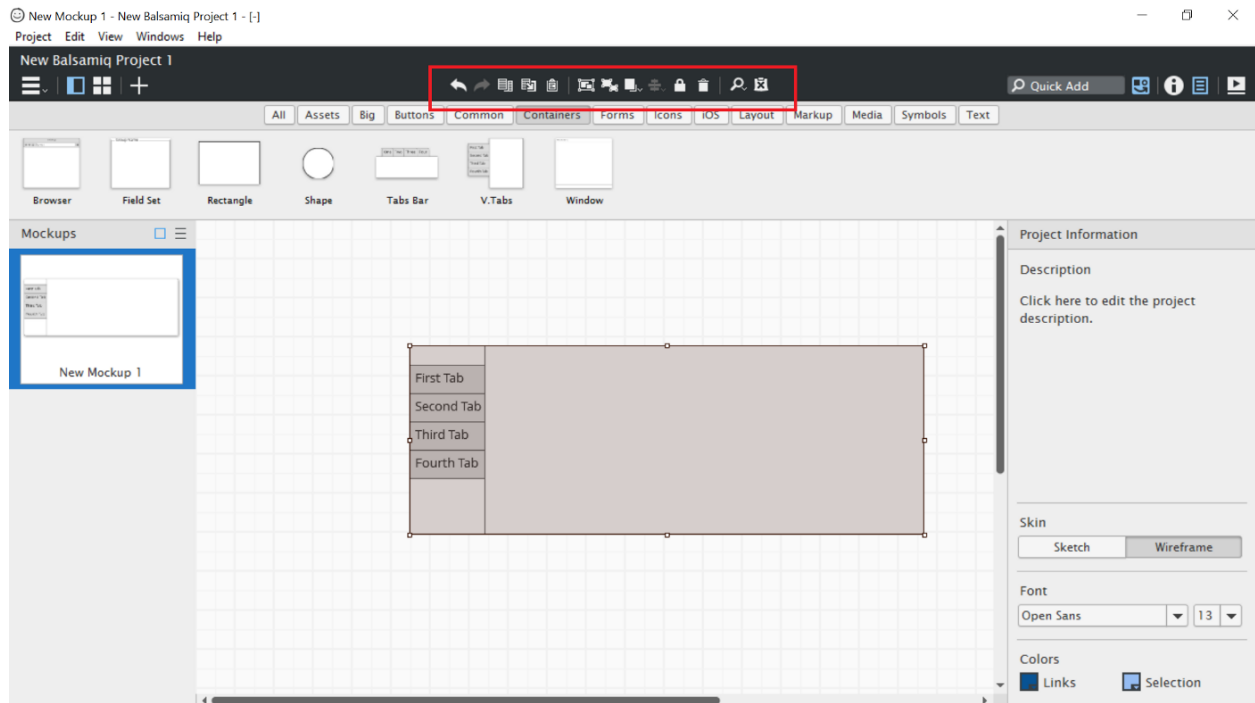 New Mockup 1 - New Balsamiq Project 1 - [-]
Project Edit View Windows Help
New Balsamiq Project 1
Quick Add
All Assets Big Buttons Common Containers Forms Icons iOS Layout Markup Media Symbols Text
Browser Field Set Rectangle Shape Tabs Bar V.Tabs Window
Mockups
New Mockup 1
First Tab
Second Tab
Third Tab
Fourth Tab
Project Information
Description
Click here to edit the project
description.
Skin
Sketch Wireframe
Font
Open Sans 13
Colors
Links Selection